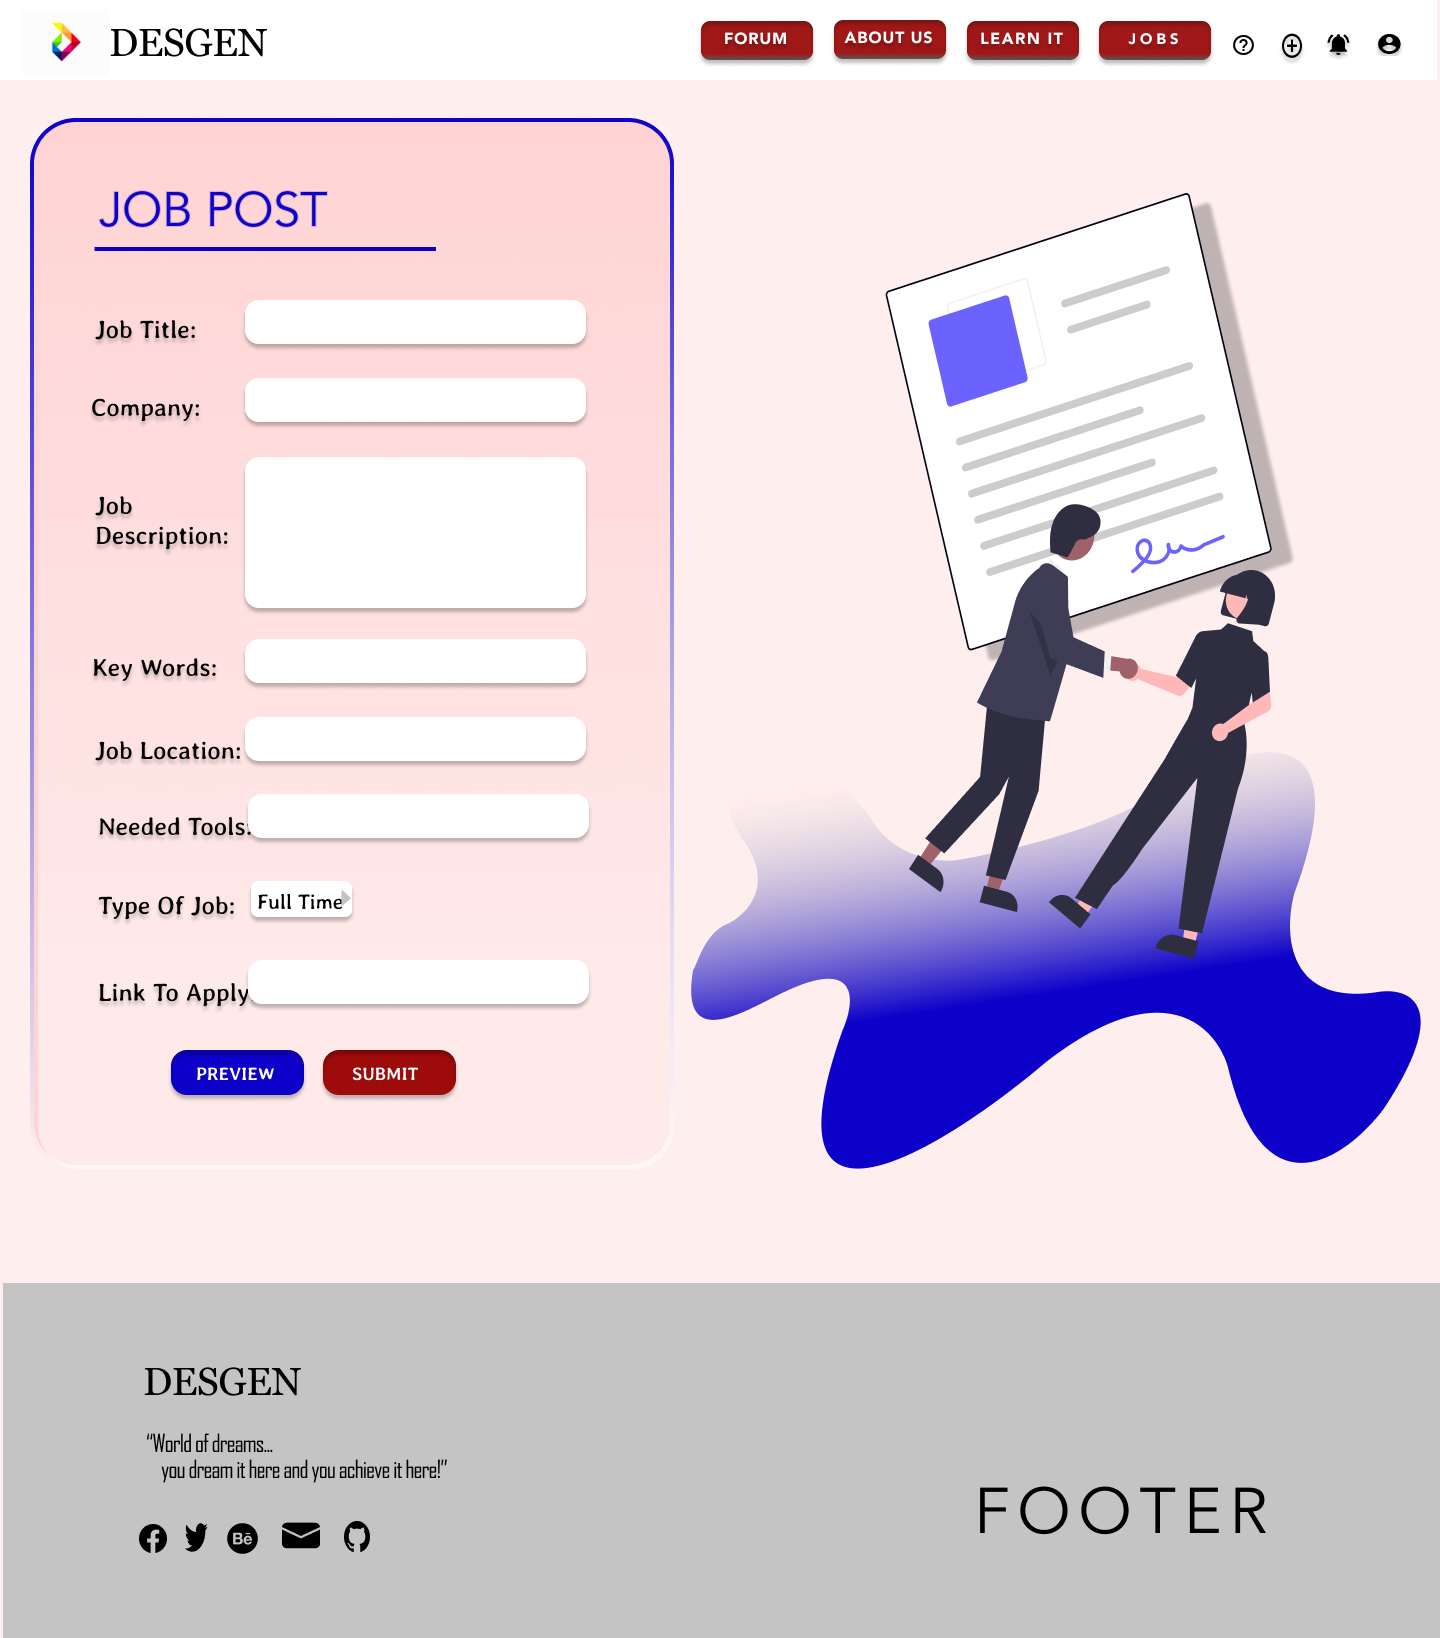 DESGEN
FORUM
ABOUT US
LEARN IT
JOBS
JOB POST
Job Title:
Company:
Job
Description:
Key Words:
Job Location:
Needed Tools:
Type Of Job:
Full Time
Link To Apply:
PREVIEW
SUBMIT
DESGEN
“World of dreams...
you dream it here and you achieve it here!”
Bē
FOOTER